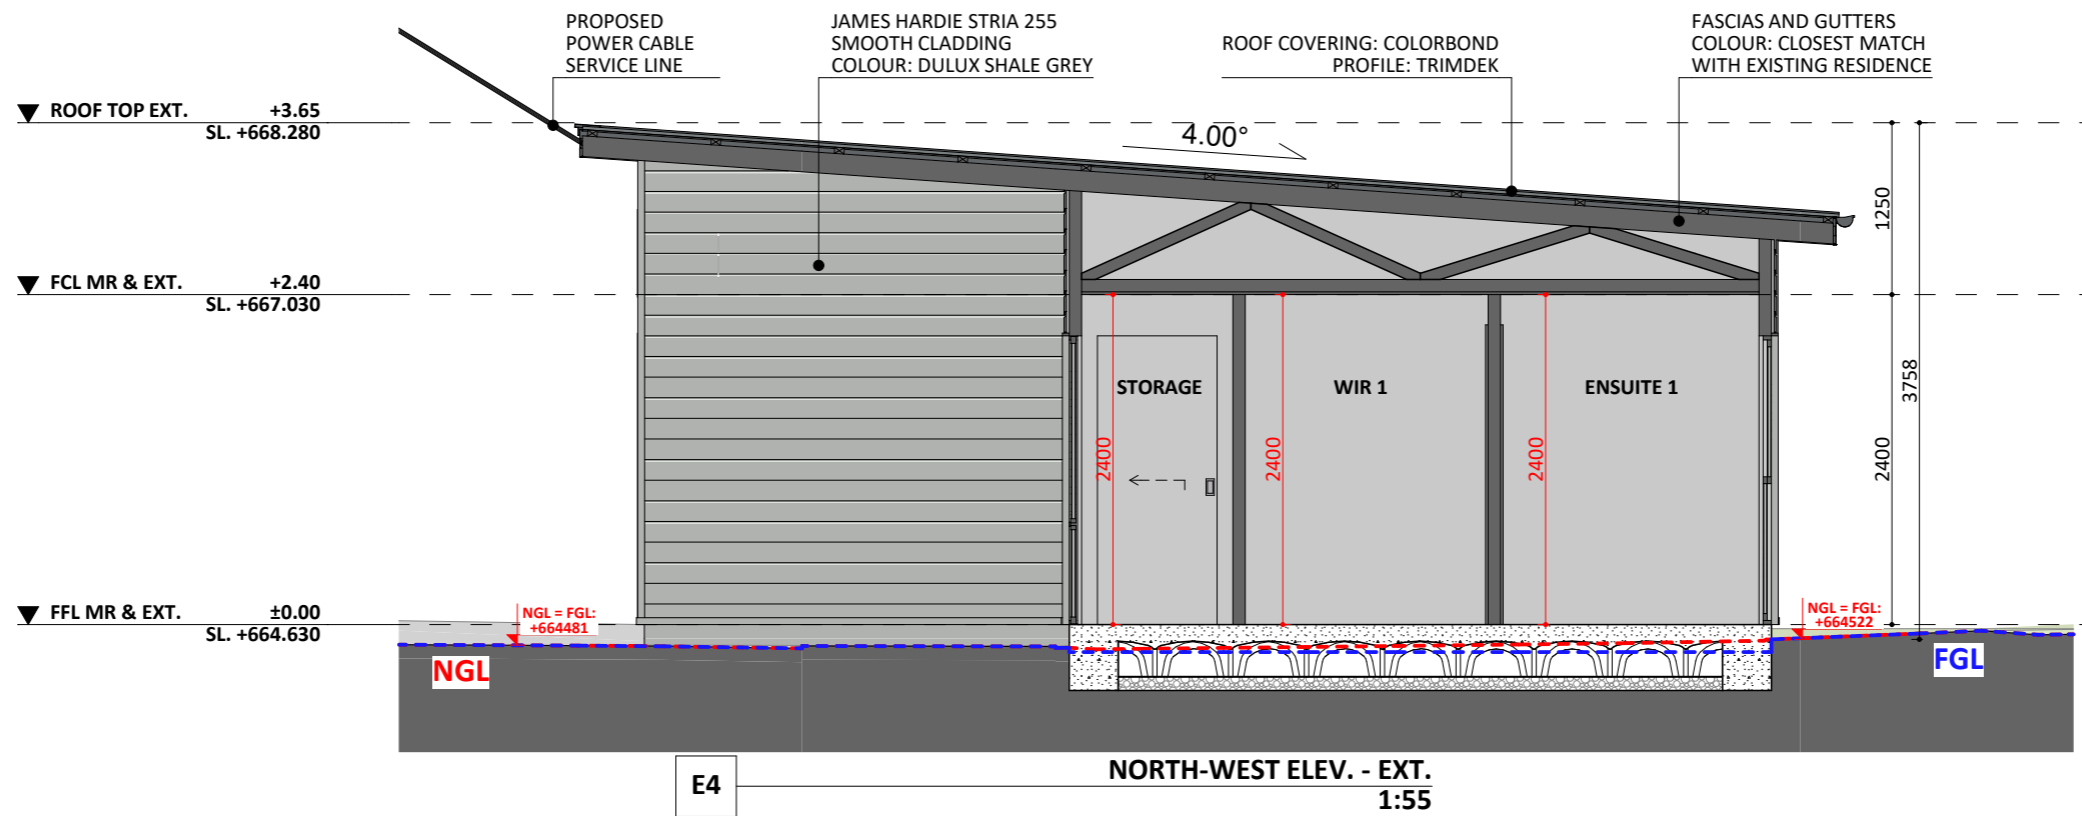 PROPOSED
POWER CABLE
SERVICE LINE
JAMES HARDIE STRIA 255
SMOOTH CLADDING
COLOUR: DULUX SHALE GREY
ROOF COVERING: COLORBOND
PROFILE: TRIMDEK
FASCIAS AND GUTTERS
COLOUR: CLOSEST MATCH
WITH EXISTING RESIDENCE
ROOF TOP EXT. +3.65
SL. +668.280
4.00°
1250
FCL MR & EXT. +2.40
SL. +667.030
STORAGE
WIR 1
ENSUITE 1
2400
2400
2400
2400
3758
FFL MR & EXT. ±0.00
SL. +664.630
NGL = FGL:
+664481
NGL = FGL:
+664522
NGL
FGL
E4
NORTH-WEST ELEV. - EXT.
1:55